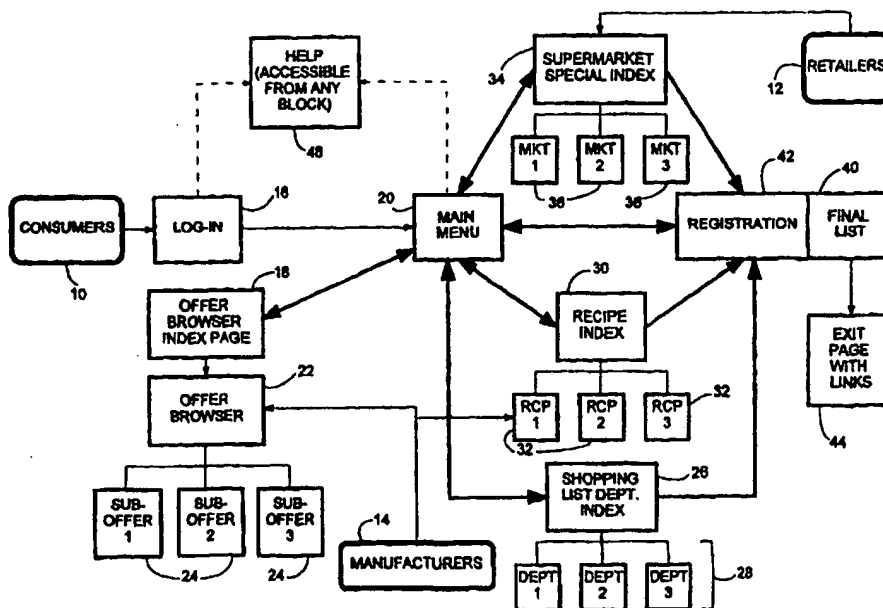 HELP
(ACCESSIBLE
FROM ANY
BLOCK)
48
34
SUPERMARKET
SPECIAL INDEX
12
RETAILERS
MKT
1
MKT
2
MKT
3
36
36
42
40
CONSUMERS
10
16
LOG-IN
20
MAIN
MENU
REGISTRATION
FINAL
LIST
18
OFFER
BROWSER
INDEX PAGE
30
RECIPE
INDEX
EXIT
PAGE
WITH
LINKS
44
22
OFFER
BROWSER
RCP
1
RCP
2
RCP
3
32
32
26
SHOPPING
LIST DEPT.
INDEX
SUB-
OFFER
1
SUB-
OFFER
2
SUB-
OFFER
3
24
24
14
MANUFACTURERS
DEPT
1
DEPT
2
DEPT
3
28